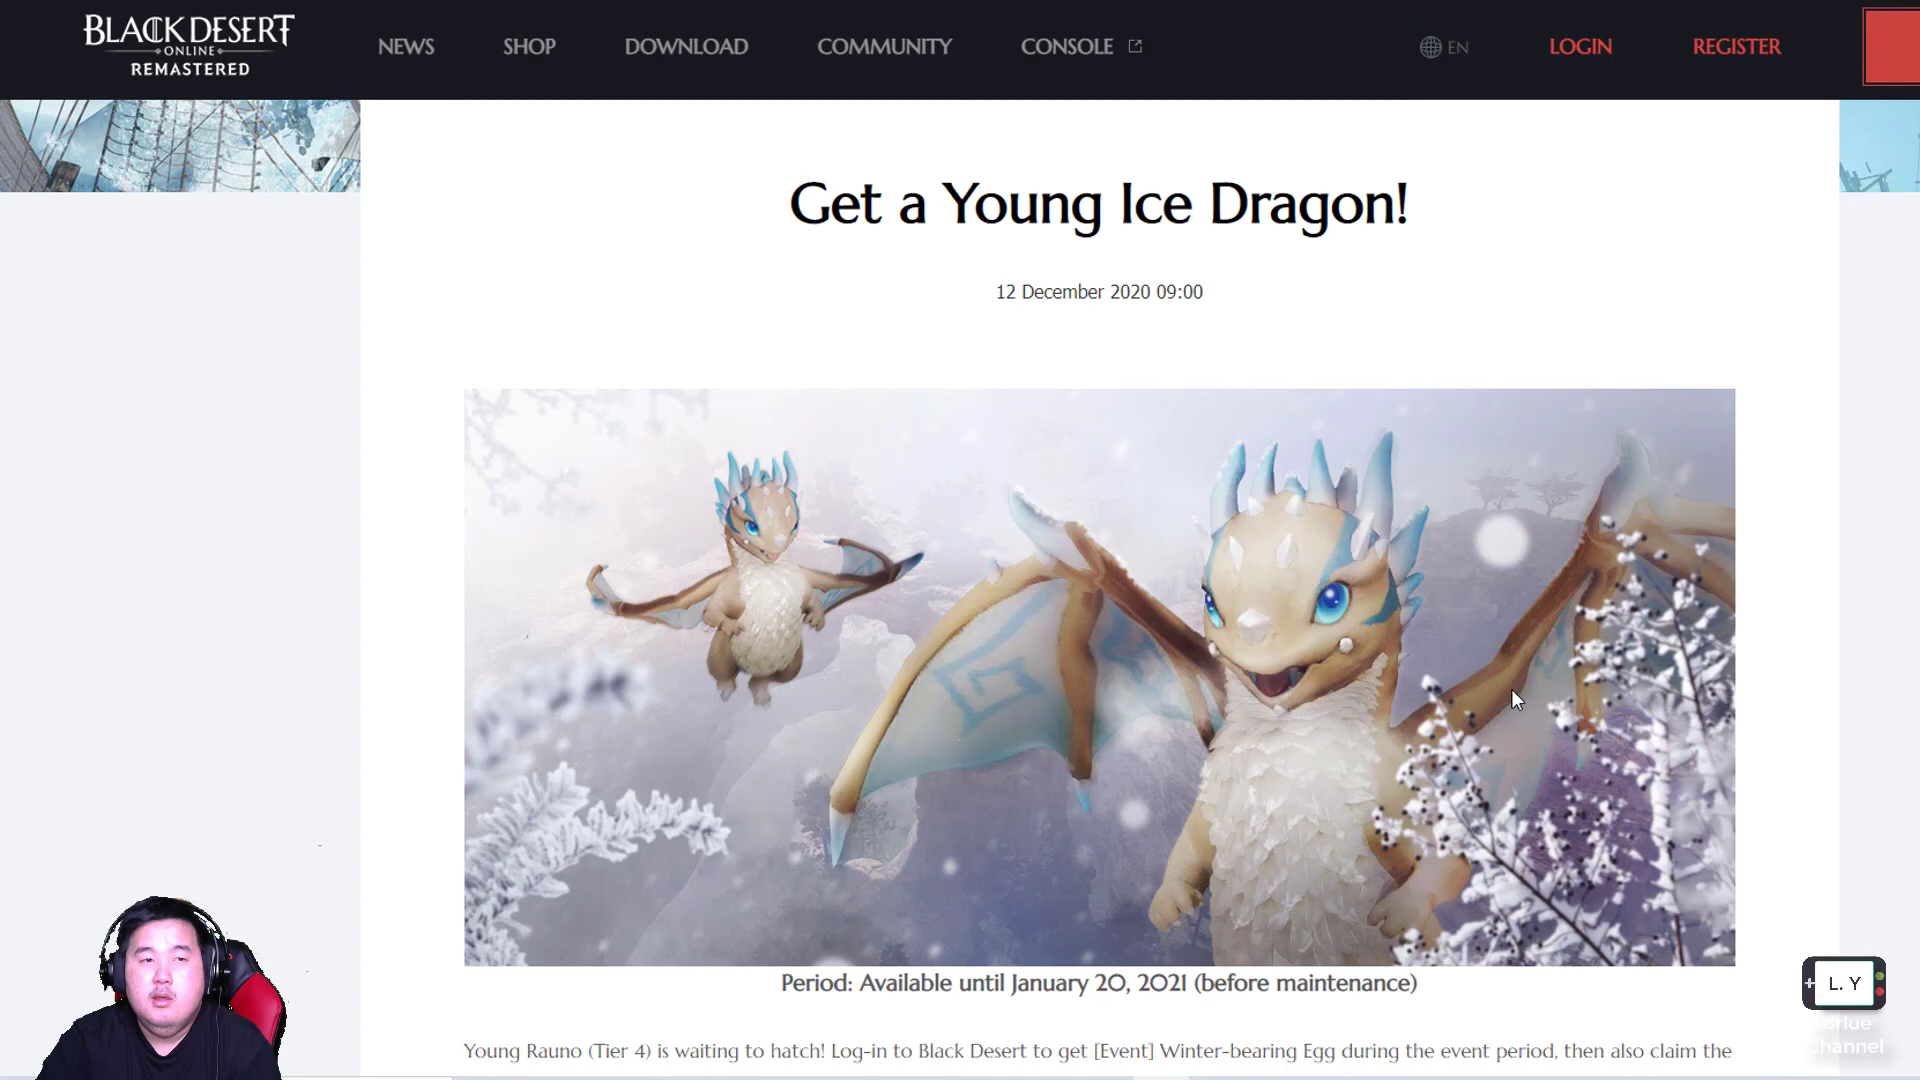 BLACK DESERT
ONLINE
REMASTERED
NEWS
SHOP
DOWNLOAD
COMMUNITY
CONSOLE
EN
LOGIN
REGISTER
Get a Young Ice Dragon!
12 December 2020 09:00
Period: Available until January 20, 2021 (before maintenance)
Young Rauno (Tier 4) is waiting to hatch! Log-in to Black Desert to get [Event] Winter-bearing Egg during the event period, then also claim the
L. Y
Channel